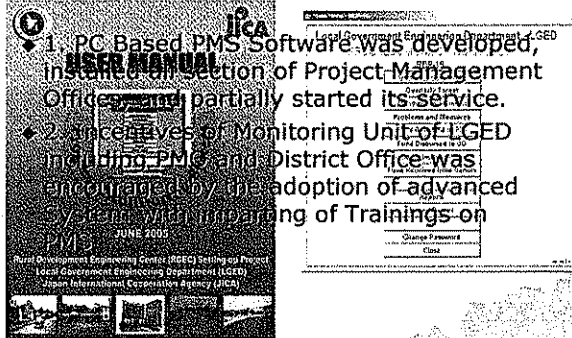 jICA
Local Government Engineering Department - LGED
1. PC Based PMS Software was developed,
USER MANUAL
installed on section of Project Management
Offices and partially started its service.
Problems and Measures
2. Incentives of Monitoring Unit of LGED
Fund Disbursed to UO
including PMO and District Office was
encouraged by the adoption of advanced
System with imparting of Trainings on
PMS
JUNE 2005
Change Password
Close
Rural Development Engineering Center (RDEC) Setting-up Project
Local Government Engineering Department (LGED)
Japan International Cooperation Agency (JICA)